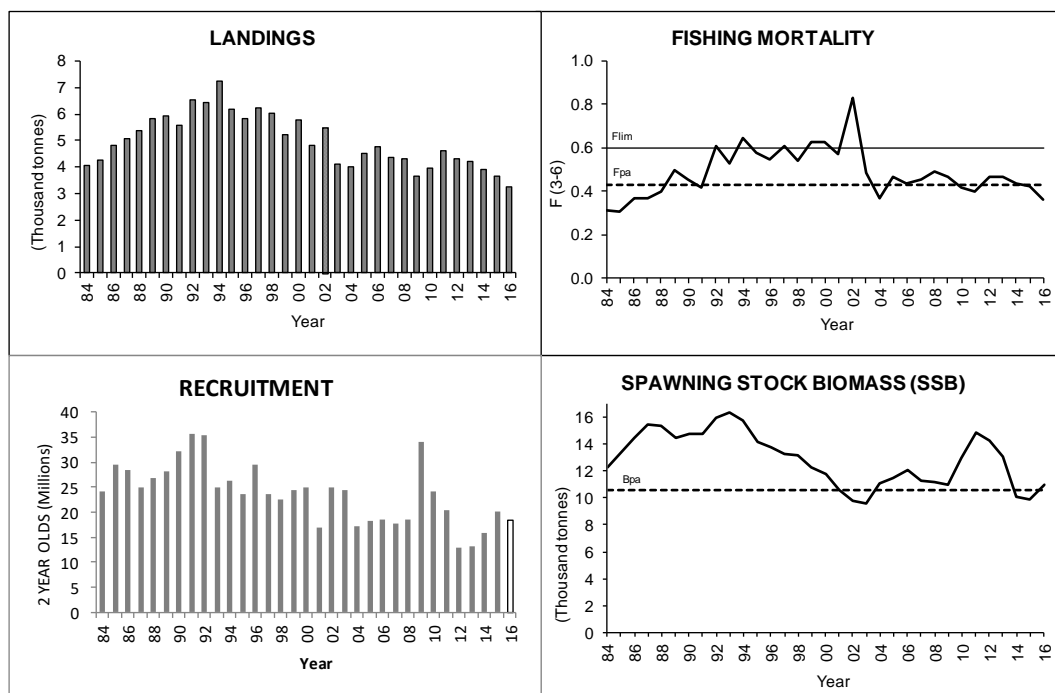 LANDINGS
(Thousand tonnes)
8
7
6
5
4
3
2
1
0
84 86 88 90 92 94 96 98 00 02 04 06 08 10 12 14 16
Year
FISHING MORTALITY
F (3-6)
1.0
0.8
0.6
0.4
0.2
0.0
Flim
Fpa
84 86 88 90 92 94 96 98 00 02 04 06 08 10 12 14 16
Year
RECRUITMENT
2 YEAR OLDS (Millions)
40
35
30
25
20
15
10
5
0
84 86 88 90 92 94 96 98 00 02 04 06 08 10 12 14 16
Year
SPAWNING STOCK BIOMASS (SSB)
(Thousand tonnes)
16
14
12
10
8
6
4
2
0
Bpa
84 86 88 90 92 94 96 98 00 02 04 06 08 10 12 14 16
Year